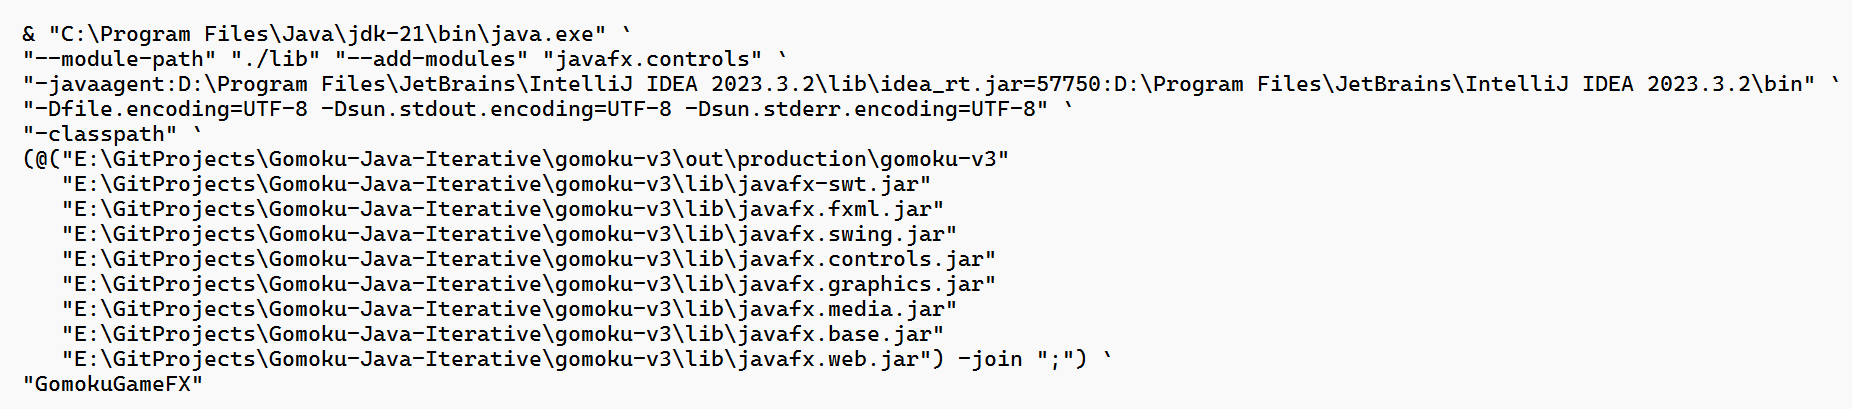 & "C:\Program Files\Java\jdk-21\bin\java.exe" `
"--module-path" "./lib" "--add-modules" "javafx.controls" `
"-javaagent:D:\Program Files\JetBrains\IntelliJ IDEA 2023.3.2\lib\idea_rt.jar=57750:D:\Program Files\JetBrains\IntelliJ IDEA 2023.3.2\bin" `
"-Dfile.encoding=UTF-8 -Dsun.stdout.encoding=UTF-8 -Dsun.stderr.encoding=UTF-8" `
"-classpath" `
(@("E:\GitProjects\Gomoku-Java-Iterative\gomoku-v3\out\production\gomoku-v3"
   "E:\GitProjects\Gomoku-Java-Iterative\gomoku-v3\lib\javafx-swt.jar"
   "E:\GitProjects\Gomoku-Java-Iterative\gomoku-v3\lib\javafx.fxml.jar"
   "E:\GitProjects\Gomoku-Java-Iterative\gomoku-v3\lib\javafx.swing.jar"
   "E:\GitProjects\Gomoku-Java-Iterative\gomoku-v3\lib\javafx.controls.jar"
   "E:\GitProjects\Gomoku-Java-Iterative\gomoku-v3\lib\javafx.graphics.jar"
   "E:\GitProjects\Gomoku-Java-Iterative\gomoku-v3\lib\javafx.media.jar"
   "E:\GitProjects\Gomoku-Java-Iterative\gomoku-v3\lib\javafx.base.jar"
   "E:\GitProjects\Gomoku-Java-Iterative\gomoku-v3\lib\javafx.web.jar") -join ";") `
"GomokuGameFX"